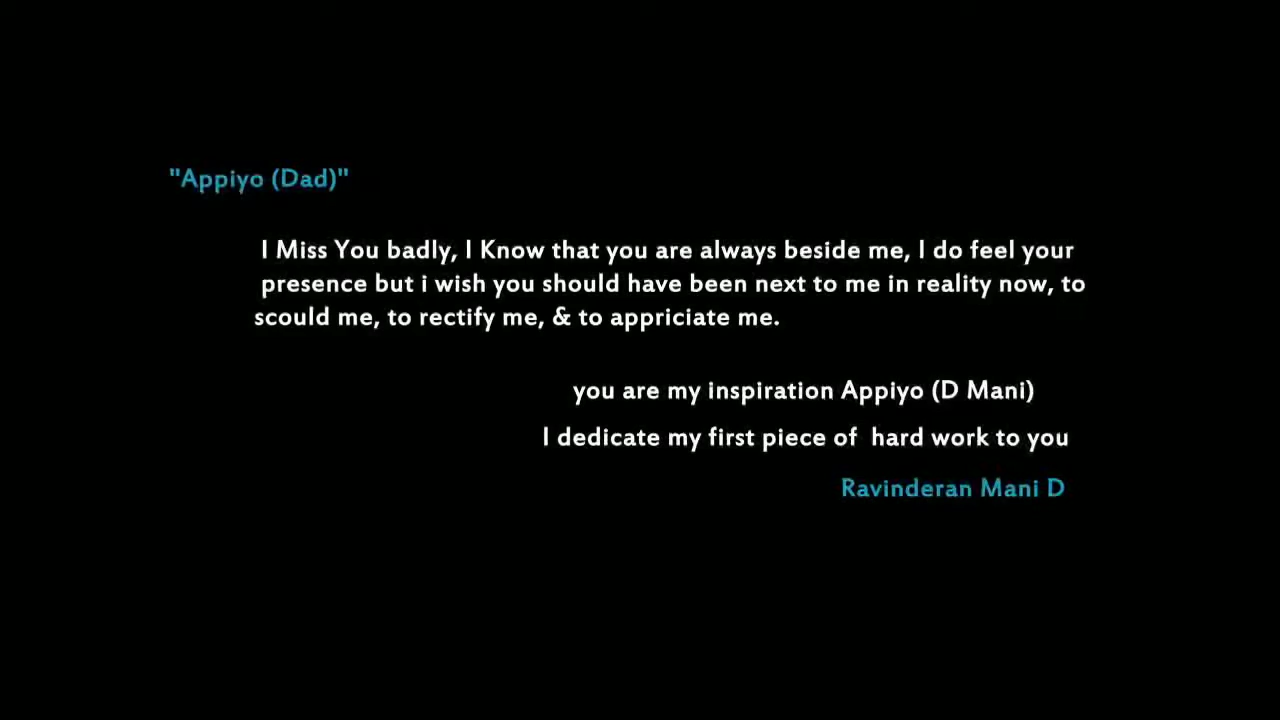 "Appiyo (Dad)"
I Miss You badly, I Know that you are always beside me, I do feel your
presence but i wish you should have been next to me in reality now, to
scould me, to rectify me, & to appriciate me.
you are my inspiration Appiyo (D Mani)
I dedicate my first piece of hard work to you
Ravinderan Mani D